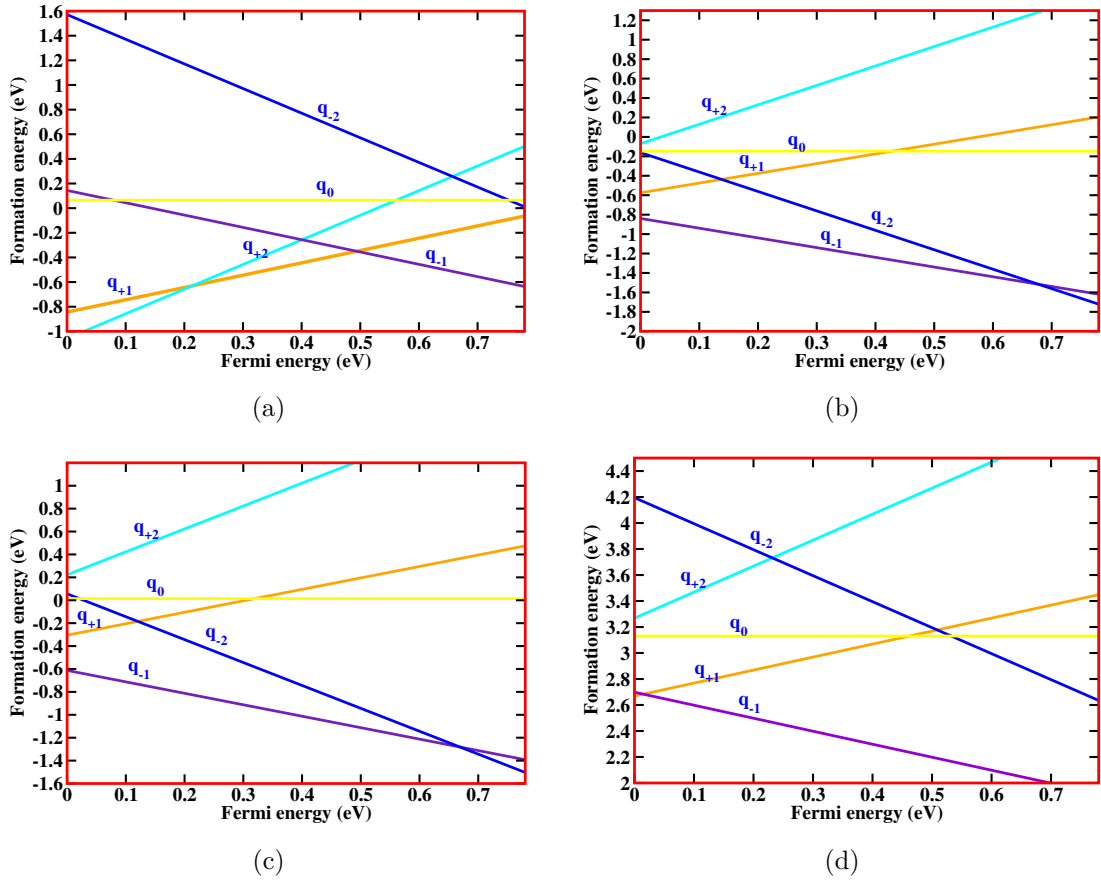 1.6
1.4
1.2
1
0.8
0.6
0.4
0.2
0
-0.2
-0.4
-0.6
-0.8
-1
Formation energy (eV)
q-2
q0
q+2
q-1
q+1
0 0.1 0.2 0.3 0.4 0.5 0.6 0.7
Fermi energy (eV)
(a)
1.2
1
0.8
0.6
0.4
0.2
0
-0.2
-0.4
-0.6
-0.8
-1
-1.2
-1.4
-1.6
-1.8
-2
Formation energy (eV)
q+2
q0
q+1
q-2
q-1
0 0.1 0.2 0.3 0.4 0.5 0.6 0.7
Fermi energy (eV)
(b)
1
0.8
0.6
0.4
0.2
0
-0.2
-0.4
-0.6
-0.8
-1
-1.2
-1.4
-1.6
Formation energy (eV)
q+2
q0
q+1
q-2
q-1
0 0.1 0.2 0.3 0.4 0.5 0.6 0.7
Fermi energy (eV)
(c)
4.4
4.2
4
3.8
3.6
3.4
3.2
3
2.8
2.6
2.4
2.2
2
Formation energy (eV)
q-2
q+2
q0
q+1
q-1
0 0.1 0.2 0.3 0.4 0.5 0.6 0.7
Fermi energy (eV)
(d)